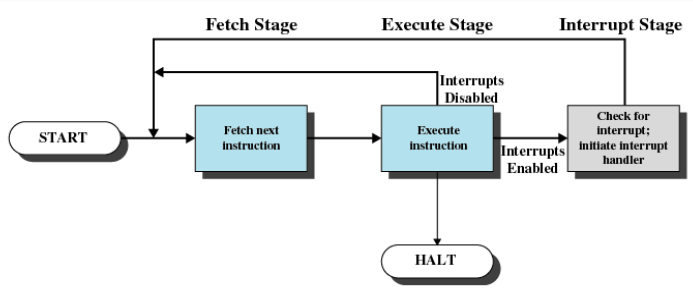 Fetch Stage
Execute Stage
Interrupt Stage
Interrupts
Disabled
START
Fetch next
instruction
Execute
instruction
Interrupts
Enabled
Check for
interrupt;
initiate interrupt
handler
HALT